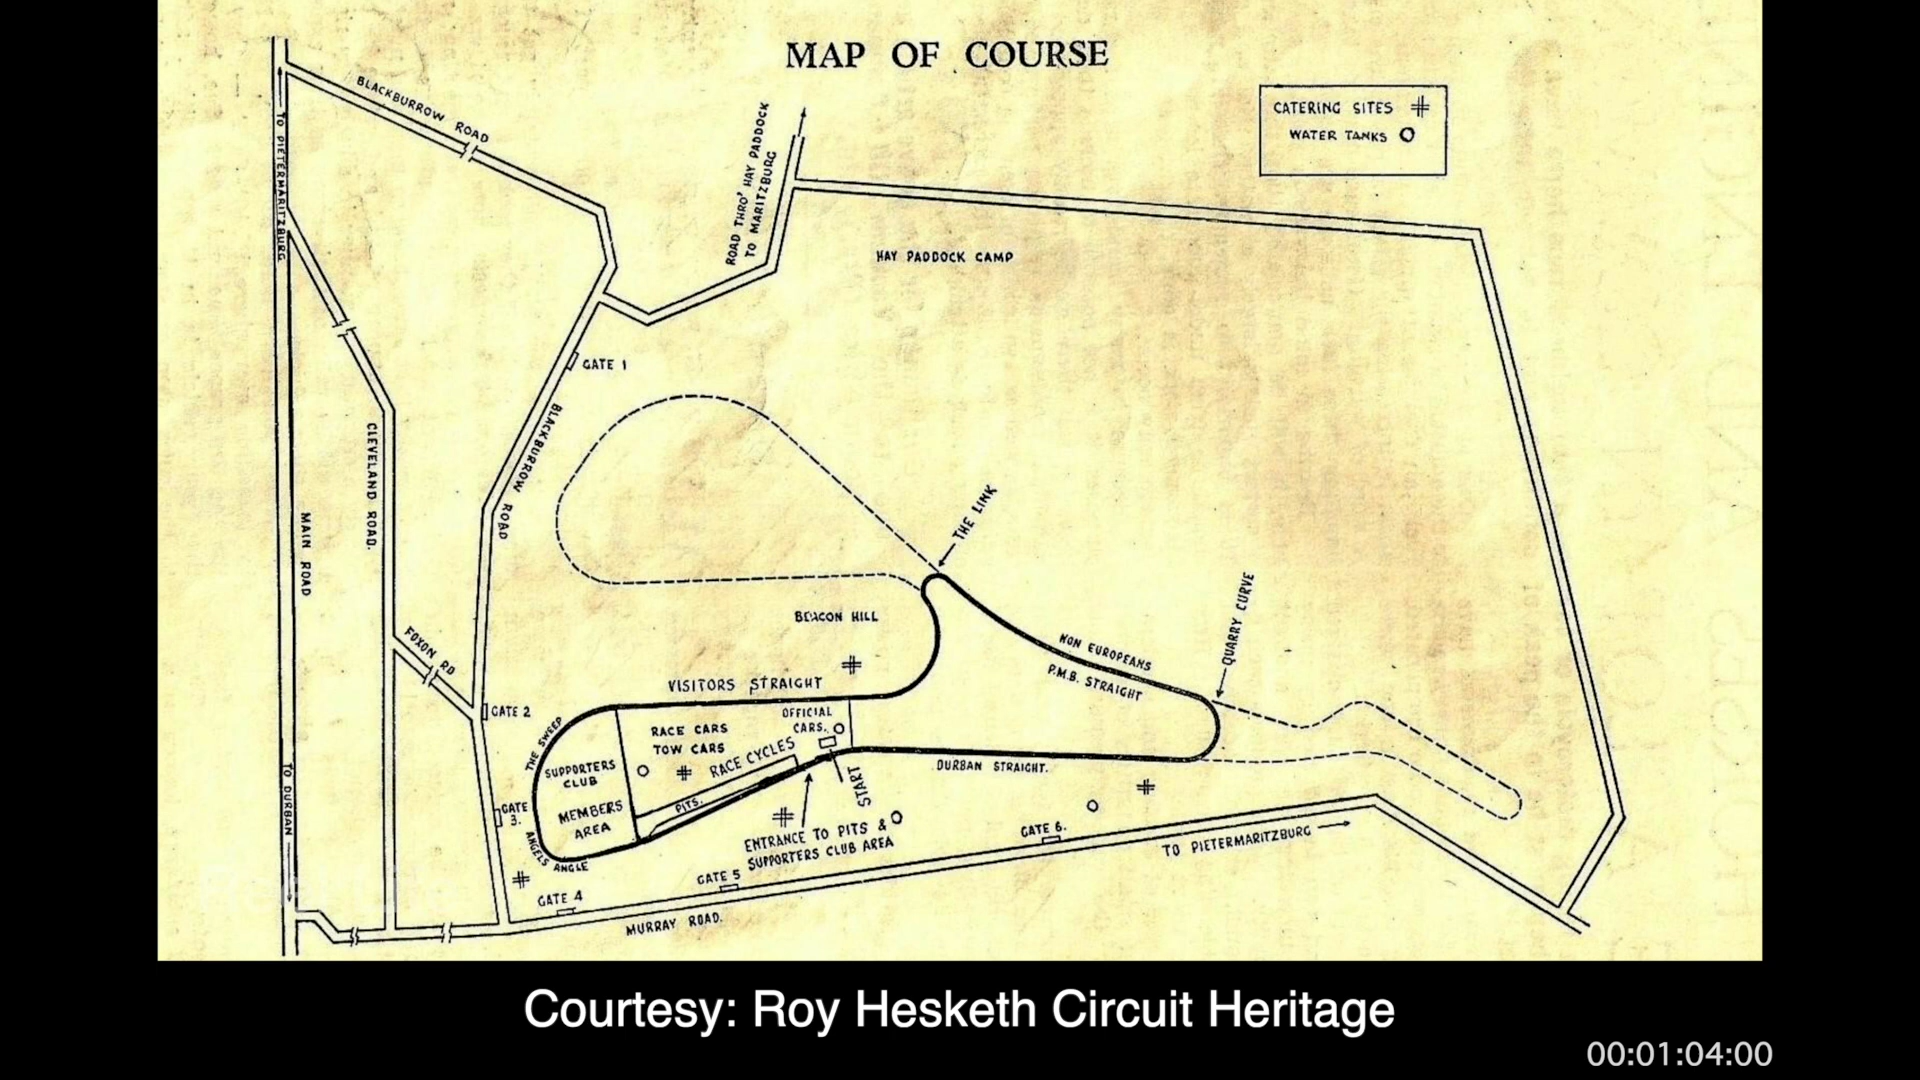 MAP OF COURSE
CATERING SITES
WATER TANKS
BLACKBURROW ROAD
TO PIETERMARITZBURG
ROAD THRO' HAY PADDOCK
TO MARITZBURG
HAY PADDOCK CAMP
GATE 1
BLACKBURROW ROAD
CLEVELAND ROAD.
MAIN ROAD
THE LINK
QUARRY CURVE
BEACON HILL
FOXON RD
NON EUROPEANS
P.M.B. STRAIGHT
VISITORS STRAIGHT
GATE 2
OFFICIAL
CARS.
RACE CARS
TOW CARS
RACE CYCLES
THE SWEEP
SUPPORTERS
CLUB
DURBAN STRAIGHT.
START
PITS.
MEMBERS
AREA
GATE
3.
TO DURBAN
ANGELS ANGLE
ENTRANCE TO PITS &
SUPPORTERS CLUB AREA
GATE 6.
TO PIETERMARITZBURG
GATE 5
GATE 4
MURRAY ROAD.
Courtesy: Roy Hesketh Circuit Heritage
00:01:04:00